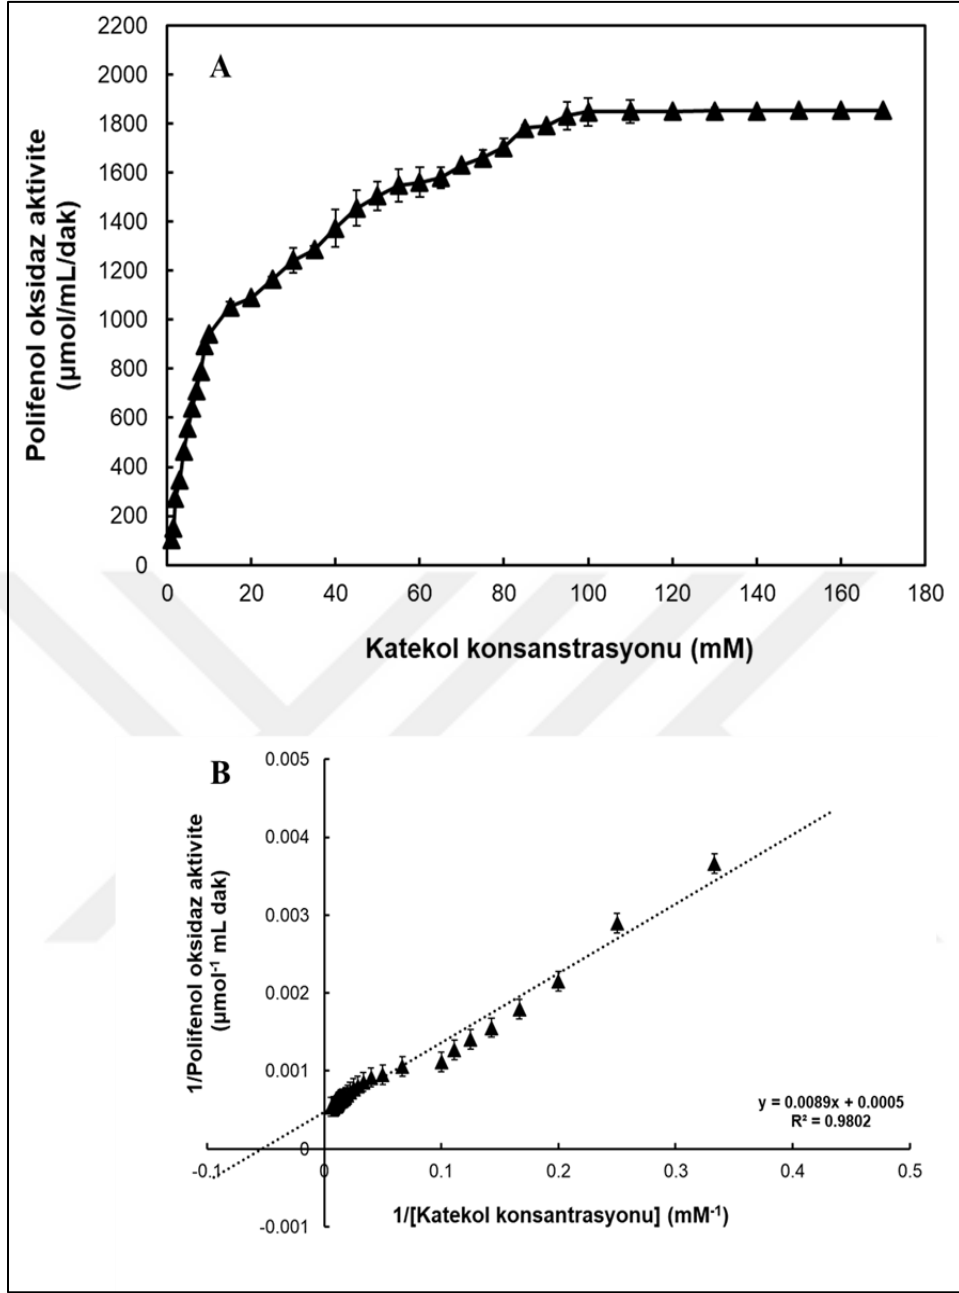 A
Polifenol oksidaz aktivite
(µmol/mL/dak)
2200
2000
1800
1600
1400
1200
1000
800
600
400
200
0
0 20 40 60 80 100 120 140 160 180
Katekol konsanstrasyonu (mM)
B
1/Polifenol oksidaz aktivite
(µmol⁻¹ mL dak)
0.005
0.004
0.003
0.002
0.001
0
-0.001
-0.1 0 0.1 0.2 0.3 0.4 0.5
y = 0.0089x + 0.0005
R² = 0.9802
1/[Katekol konsantrasyonu] (mM⁻¹)